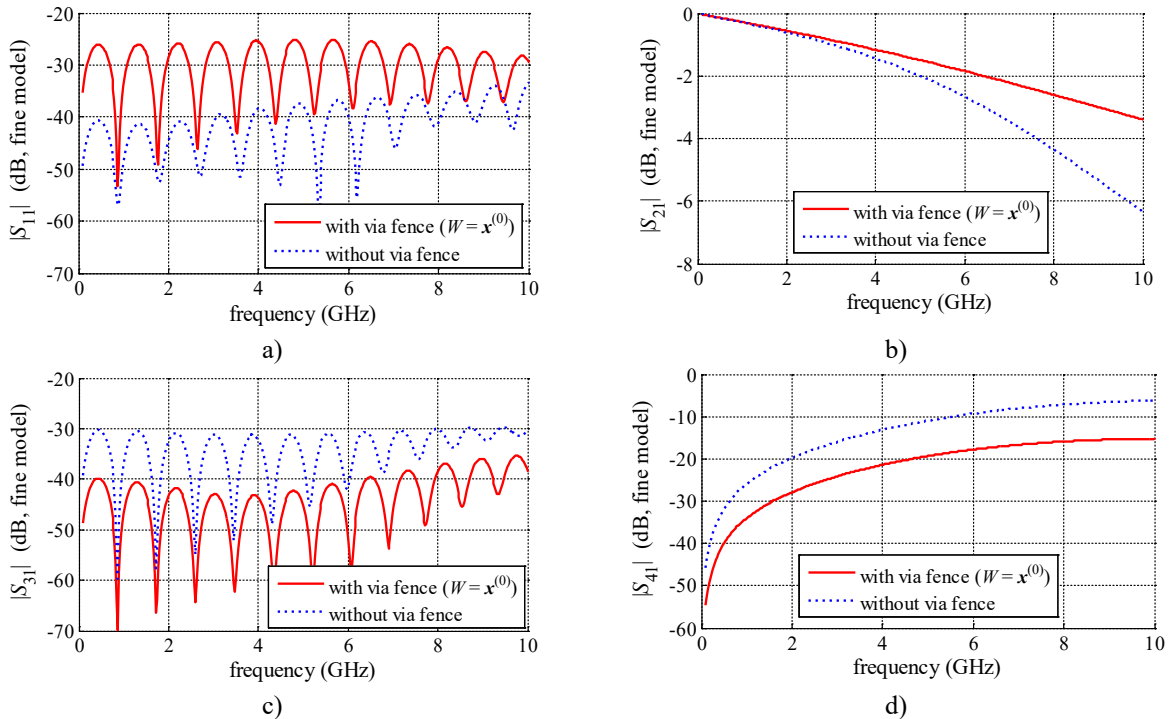 |S11| (dB, fine model)
-20
-30
-40
-50
-60
-70
0 2 4 6 8 10
frequency (GHz)
with via fence (W = x(0))
without via fence
a)
|S21| (dB, fine model)
0
-2
-4
-6
-8
0 2 4 6 8 10
frequency (GHz)
with via fence (W = x(0))
without via fence
b)
|S31| (dB, fine model)
-20
-30
-40
-50
-60
-70
0 2 4 6 8 10
frequency (GHz)
with via fence (W = x(0))
without via fence
c)
|S41| (dB, fine model)
0
-10
-20
-30
-40
-50
-60
0 2 4 6 8 10
frequency (GHz)
with via fence (W = x(0))
without via fence
d)